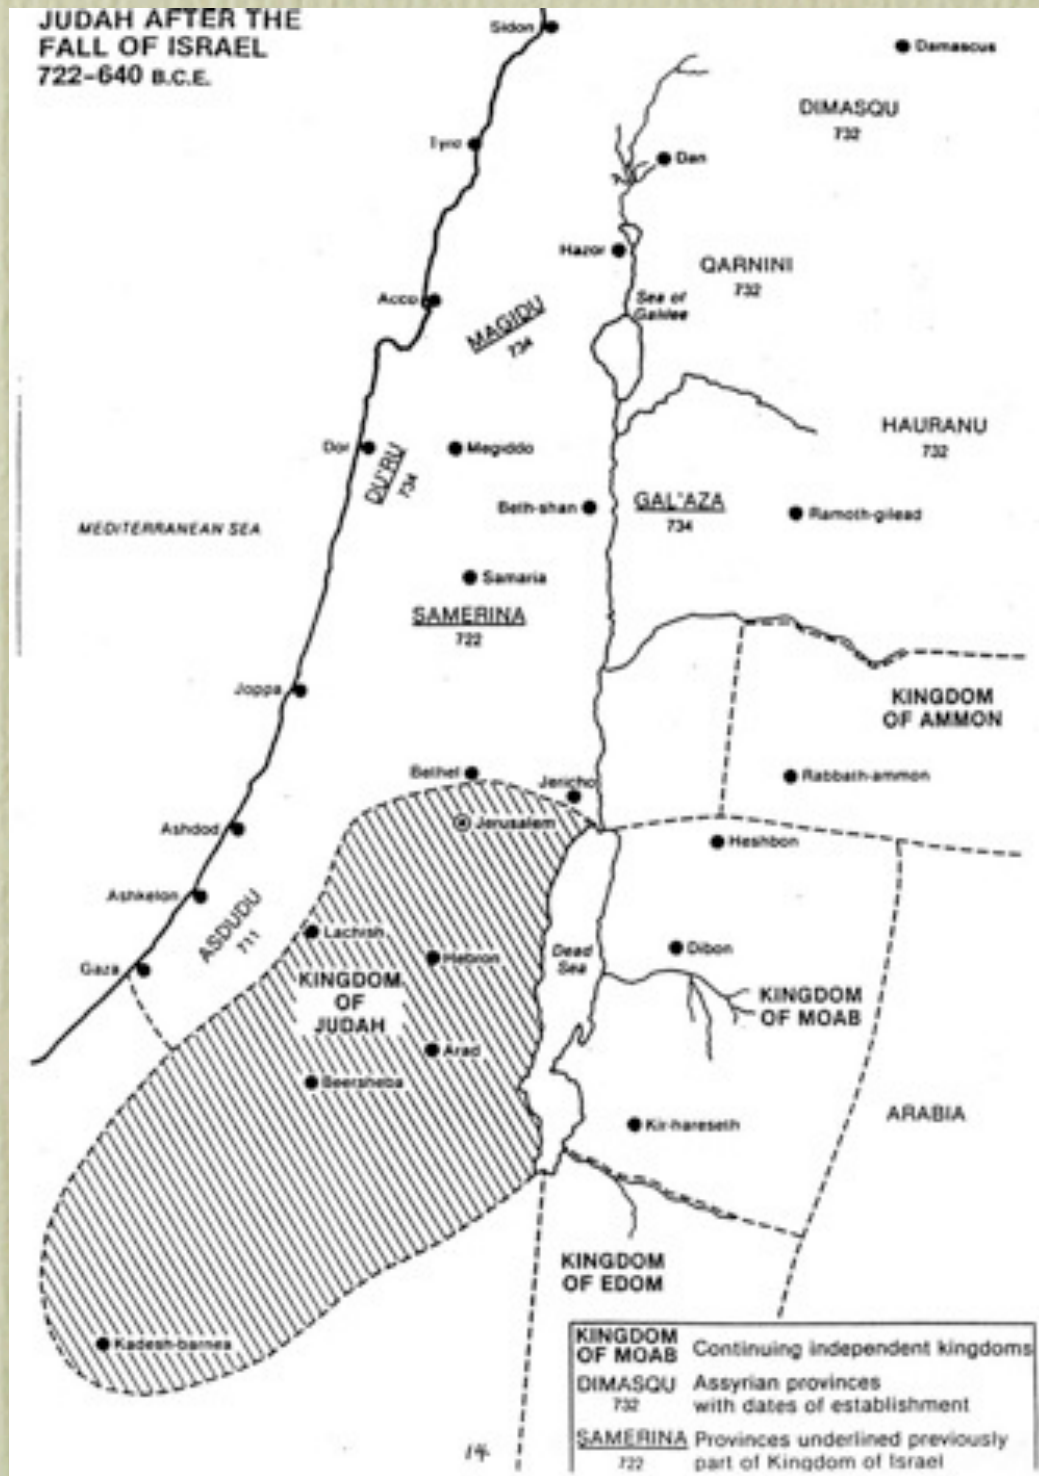 JUDAH AFTER THE
FALL OF ISRAEL
722-640 B.C.E.
Sidon
Damascus
DIMASQU
732
Tyre
Dan
Hazor
QARNINI
732
Sea of
Galilee
Acco
MAGIDU
734
HAURANU
732
Dor
DU'RU
734
Megiddo
Beth-shan
GAL'AZA
734
Ramoth-gilead
MEDITERRANEAN SEA
Samaria
SAMERINA
722
Joppa
KINGDOM
OF AMMON
Bethel
Jericho
Rabbath-ammon
Ashdod
Jerusalem
Heshbon
Ashkelon
ASDUDU
711
Lachish
Hebron
Dead
Sea
Dibon
Gaza
KINGDOM
OF
JUDAH
KINGDOM
OF MOAB
Arad
Beersheba
Kir-hareseth
ARABIA
KINGDOM
OF EDOM
Kadesh-barnea
KINGDOM
OF MOAB Continuing independent kingdoms
DIMASQU Assyrian provinces
732 with dates of establishment
SAMERINA Provinces underlined previously
722 part of Kingdom of Israel
14